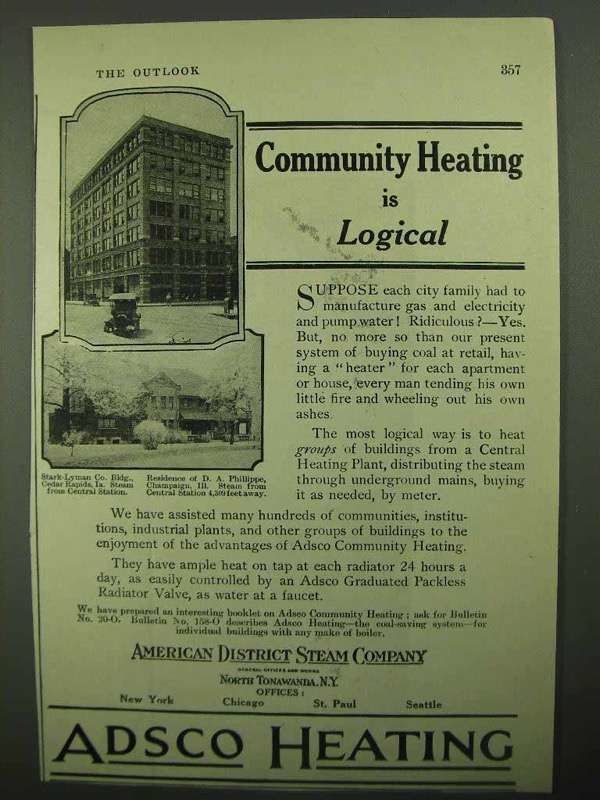 THE OUTLOOK
357
Community Heating
is
Logical
SUPPOSE each city family had to
manufacture gas and electricity
and pump water! Ridiculous?—Yes.
But, no more so than our present
system of buying coal at retail, hav-
ing a "heater" for each apartment
or house, every man tending his own
little fire and wheeling out his own
ashes.
The most logical way is to heat
groups of buildings from a Central
Heating Plant, distributing the steam
through underground mains, buying
it as needed, by meter.
Stark-Lyman Co. Bldg.,
Cedar Rapids, Ia. Steam
from Central Station.
Residence of D. A. Phillippe,
Champaign, Ill. Steam from
Central Station 4,309 feet away.
We have assisted many hundreds of communities, institu-
tions, industrial plants, and other groups of buildings to the
enjoyment of the advantages of Adsco Community Heating.
They have ample heat on tap at each radiator 24 hours a
day, as easily controlled by an Adsco Graduated Packless
Radiator Valve, as water at a faucet.
We have prepared an interesting booklet on Adsco Community Heating; ask for Bulletin
No. 20-O. Bulletin No. 158-O describes Adsco Heating—the coal-saving system—for
individual buildings with any make of boiler.
AMERICAN DISTRICT STEAM COMPANY
GENERAL OFFICES AND WORKS
NORTH TONAWANDA, N.Y.
OFFICES:
New York Chicago St. Paul Seattle
ADSCO HEATING